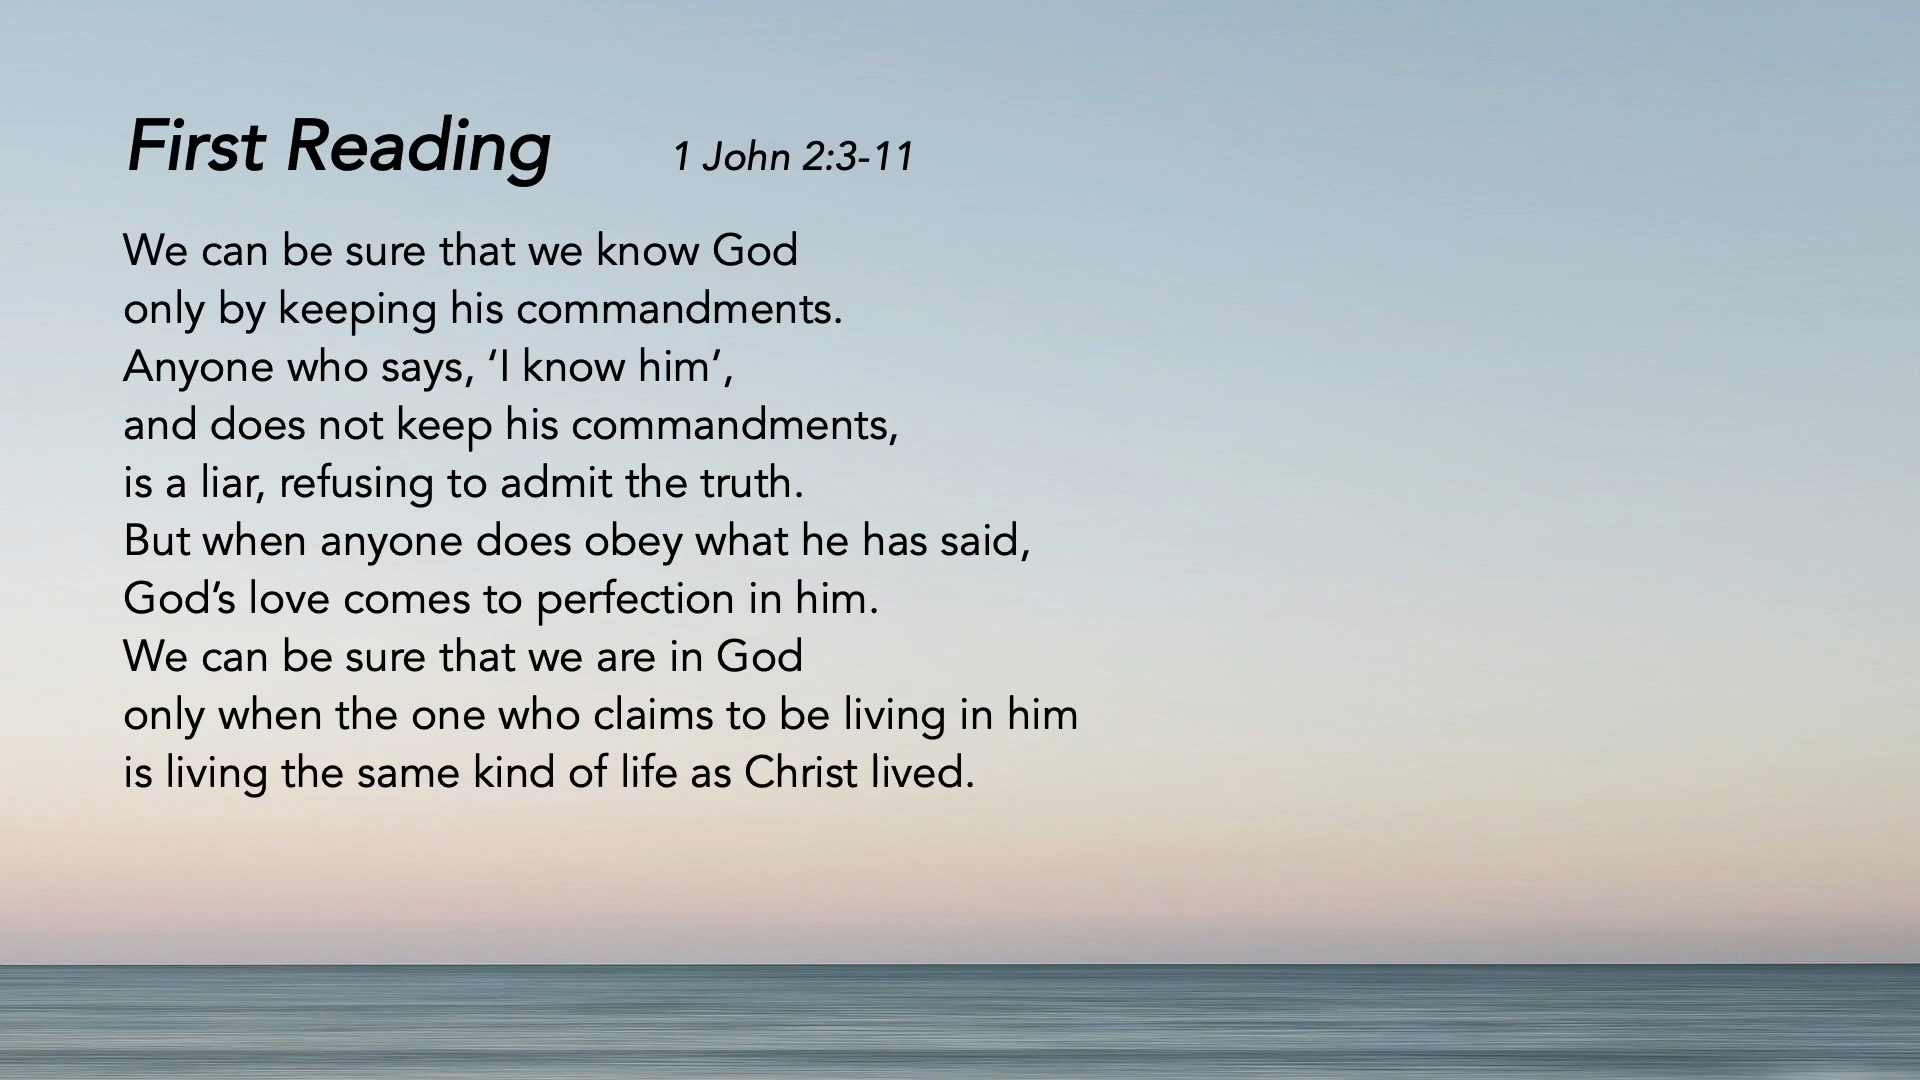 First Reading 1 John 2:3-11
We can be sure that we know God
only by keeping his commandments.
Anyone who says, ‘I know him’,
and does not keep his commandments,
is a liar, refusing to admit the truth.
But when anyone does obey what he has said,
God’s love comes to perfection in him.
We can be sure that we are in God
only when the one who claims to be living in him
is living the same kind of life as Christ lived.